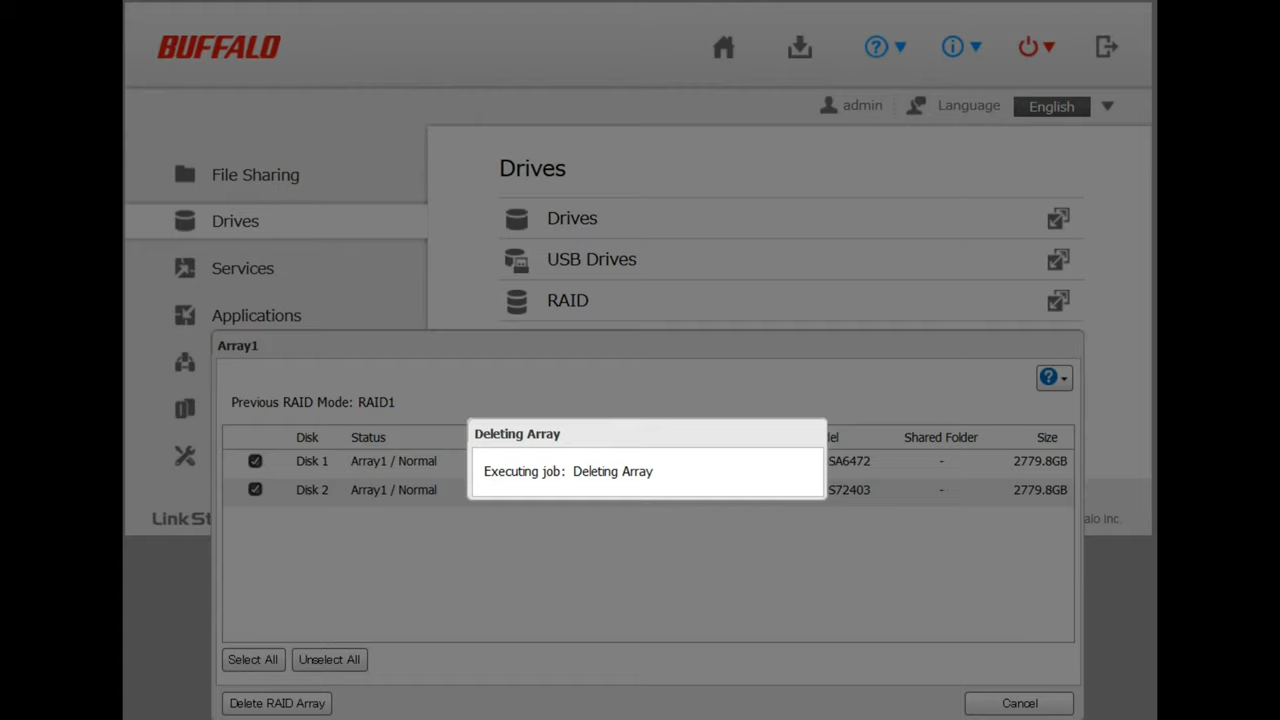 BUFFALO
admin
Language
English
File Sharing
Drives
Services
Applications
Drives
Drives
USB Drives
RAID
Array1
Previous RAID Mode: RAID1
Disk Status Shared Folder Size
Disk 1 Array1 / Normal SA6472 - 2779.8GB
Disk 2 Array1 / Normal S72403 - 2779.8GB
Deleting Array
Executing job: Deleting Array
Inc.
Select All
Unselect All
Delete RAID Array
Cancel